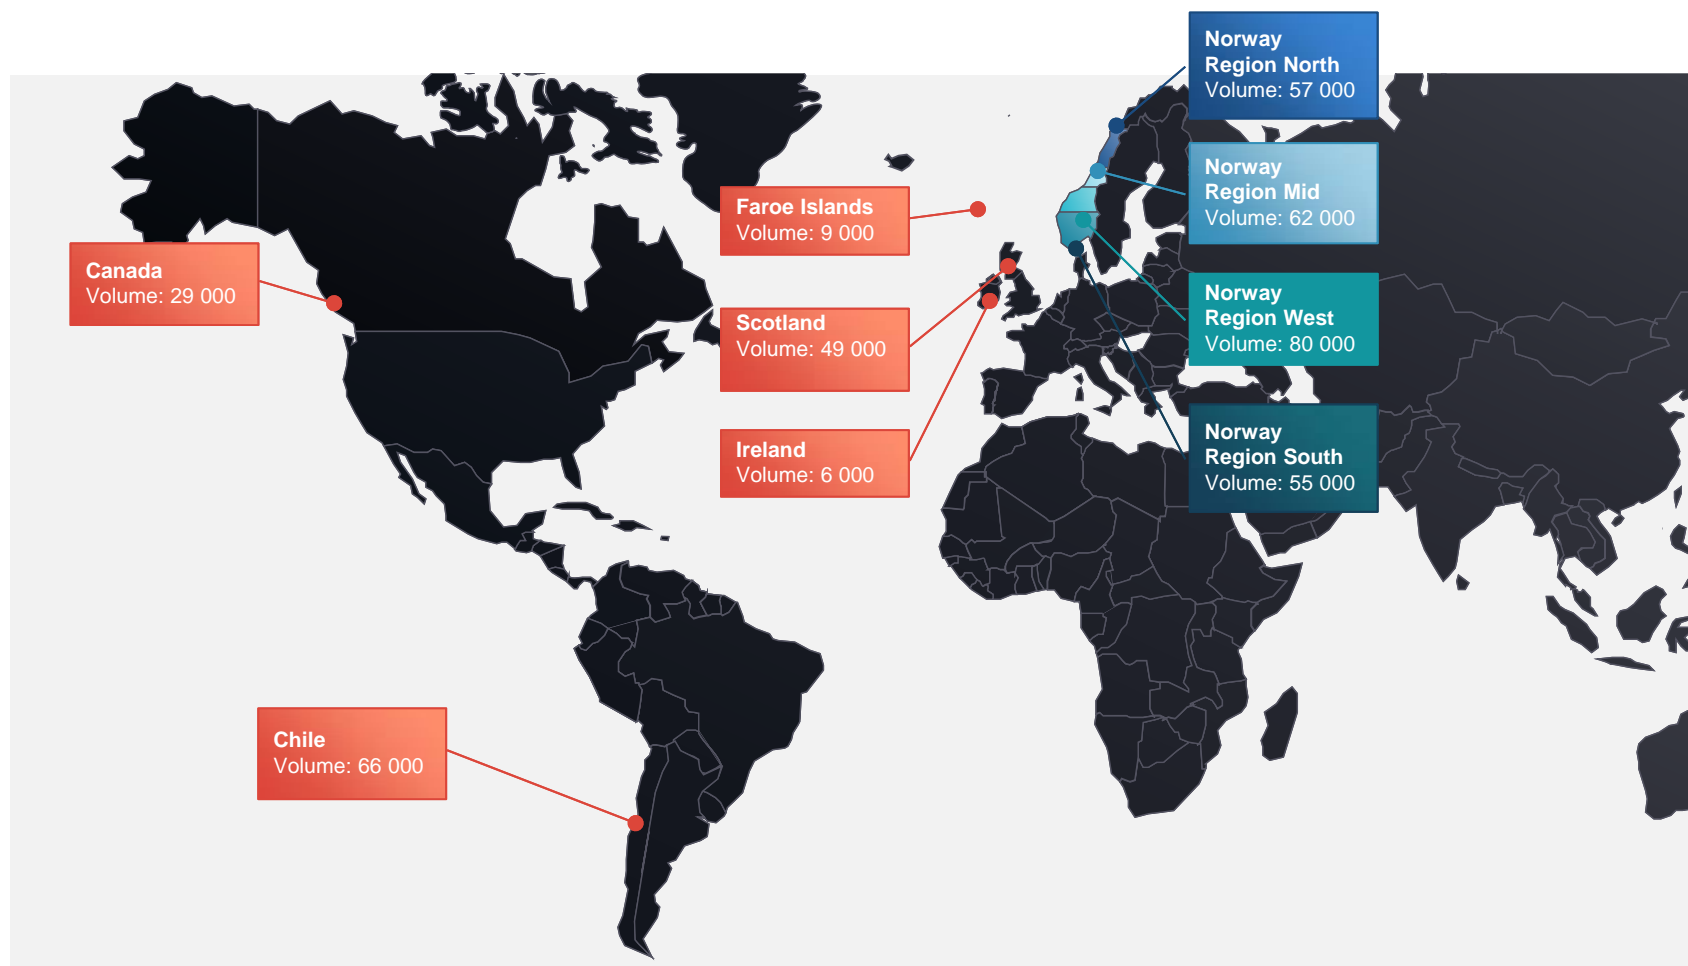 Norway
Region North
Volume: 57 000
Norway
Region Mid
Volume: 62 000
Faroe Islands
Volume: 9 000
Canada
Volume: 29 000
Norway
Region West
Volume: 80 000
Scotland
Volume: 49 000
Norway
Region South
Volume: 55 000
Ireland
Volume: 6 000
Chile
Volume: 66 000